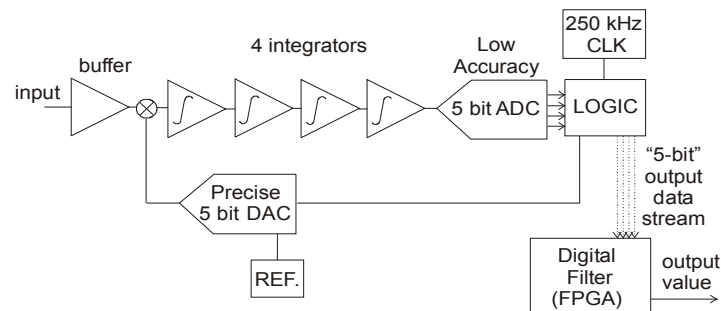 250 kHz
CLK
4 integrators
Low
Accuracy
buffer
input
5 bit ADC
LOGIC
"5-bit"
output
data
stream
Precise
5 bit DAC
REF.
Digital
Filter
(FPGA)
output
value